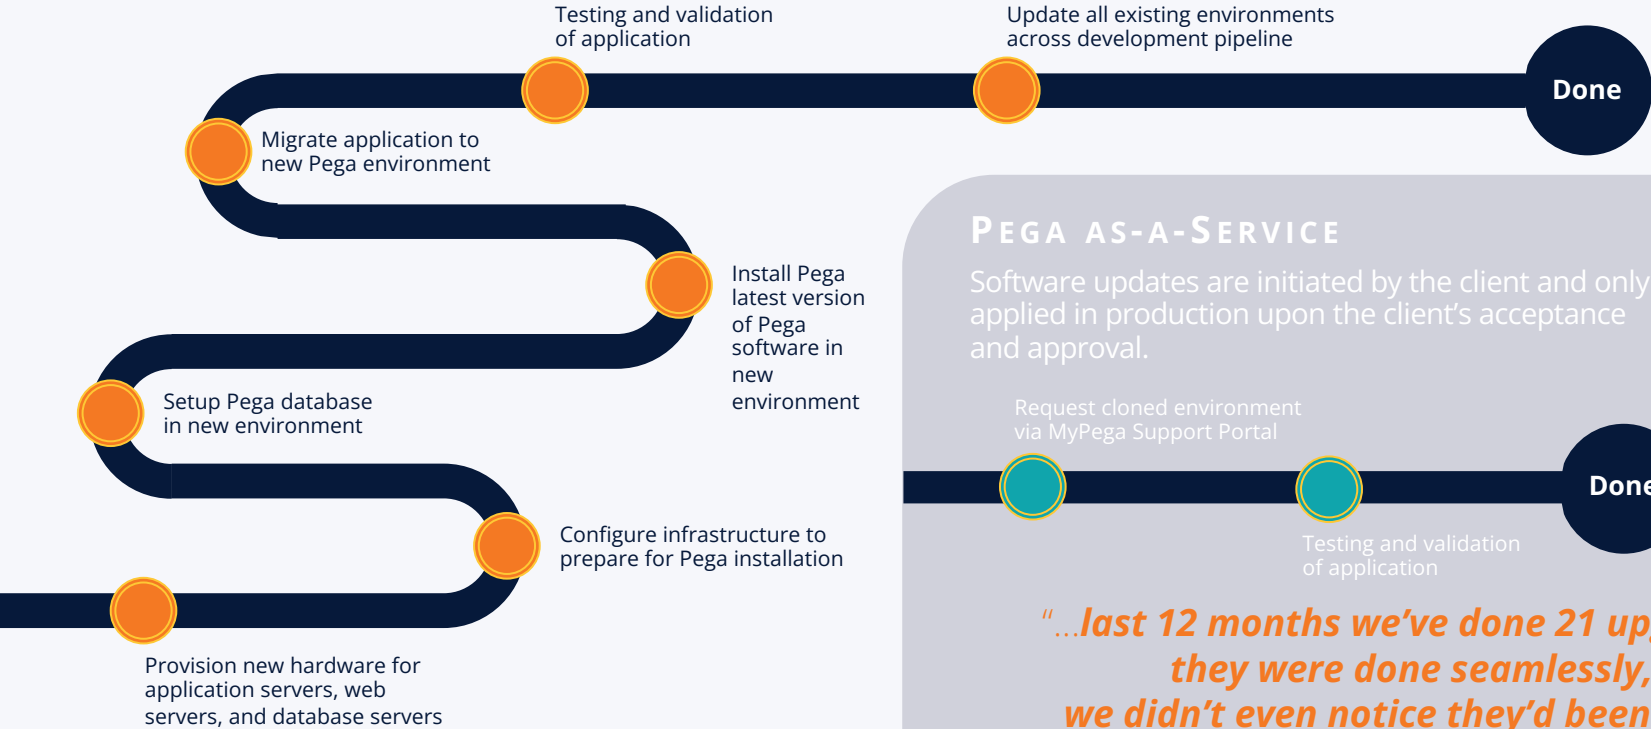 Testing and validation
of application
Update all existing environments
across development pipeline
Done
Migrate application to
new Pega environment
Install Pega
latest version
of Pega
software in
new
environment
Setup Pega database
in new environment
Configure infrastructure to
prepare for Pega installation
Provision new hardware for
application servers, web
servers, and database servers
PEGA AS-A-SERVICE
Software updates are initiated by the client and only
applied in production upon the client’s acceptance
and approval.
Request cloned environment
via MyPega Support Portal
Done
Testing and validation
of application
“...last 12 months we’ve done 21
they were done seamlessly,
we didn’t even notice they’d been